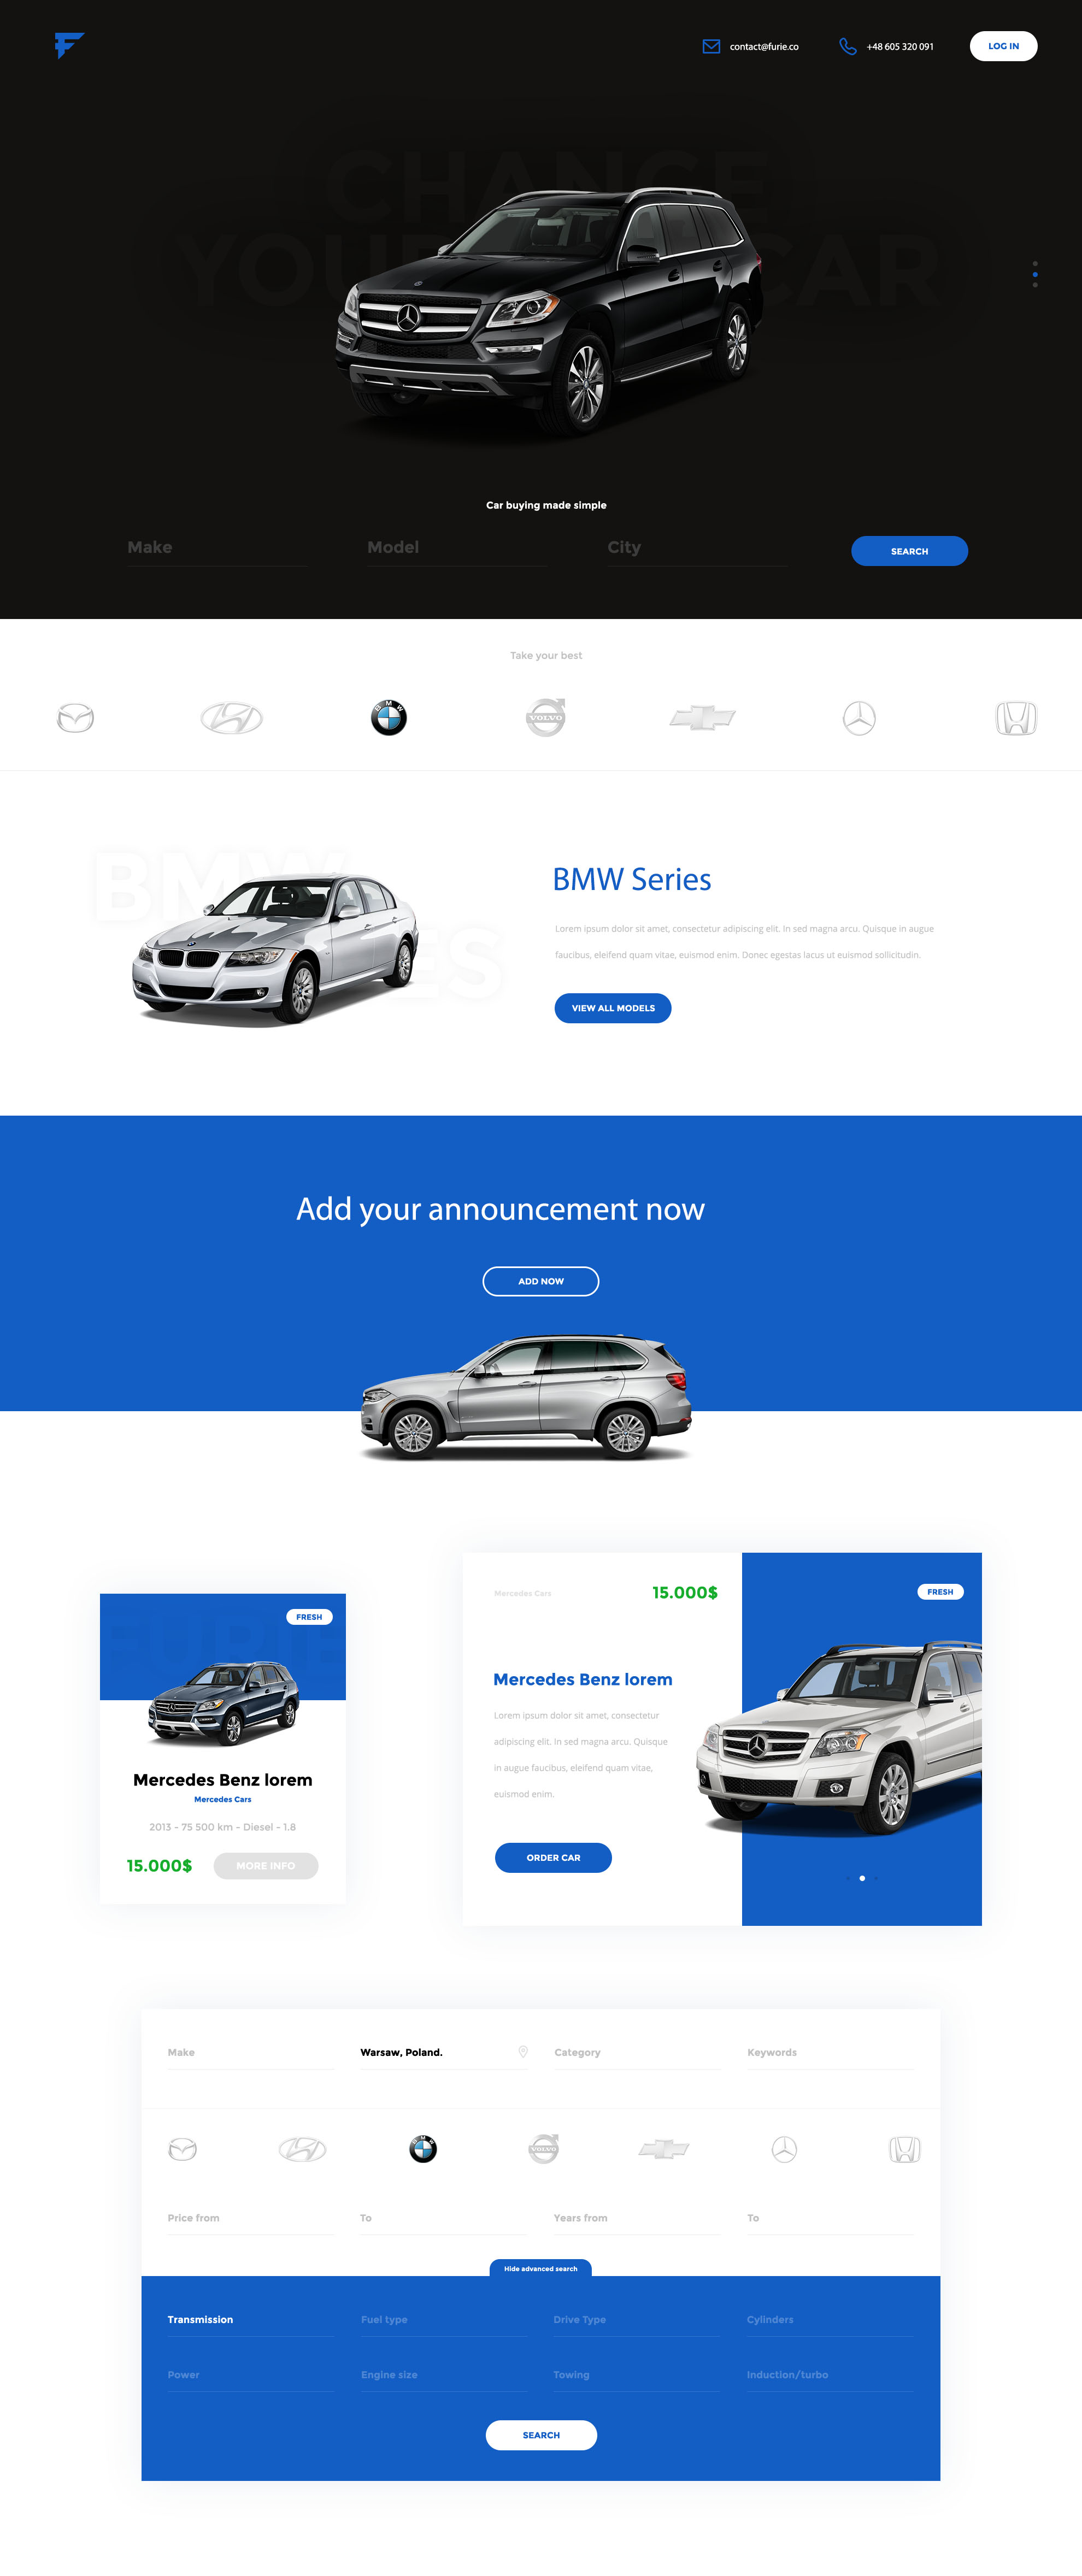 contact@furie.co
+48 605 320 091
LOG IN
CHANGE
YOUR CAR
Car buying made simple
Make
Model
City
SEARCH
Take your best
BMW
VOLVO
BMW
ES
BMW Series
Lorem ipsum dolor sit amet, consectetur adipiscing elit. In sed magna arcu. Quisque in augue
faucibus, eleifend quam vitae, euismod enim. Donec egestas lacus ut euismod sollicitudin.
VIEW ALL MODELS
Add your announcement now
ADD NOW
FRESH
FURIE
Mercedes Benz lorem
Mercedes Cars
2013 - 75 500 km - Diesel - 1.8
15.000$
MORE INFO
Mercedes Cars
15.000$
FRESH
Mercedes Benz lorem
Lorem ipsum dolor sit amet, consectetur
adipiscing elit. In sed magna arcu. Quisque
in augue faucibus, eleifend quam vitae,
euismod enim.
ORDER CAR
Make
Warsaw, Poland.
Category
Keywords
BMW
VOLVO
Price from
To
Years from
To
Hide advanced search
Transmission
Fuel type
Drive Type
Cylinders
Power
Engine size
Towing
Induction/turbo
SEARCH